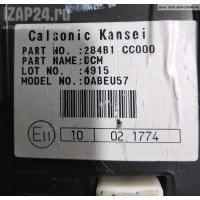 IZAP24.ru
Calsonic Kansei
PART NO. :284B1 CC000
PART NAME:BCM
LOT NO. :4915
MODEL NO.:DABEU57
E11 10 02 1774